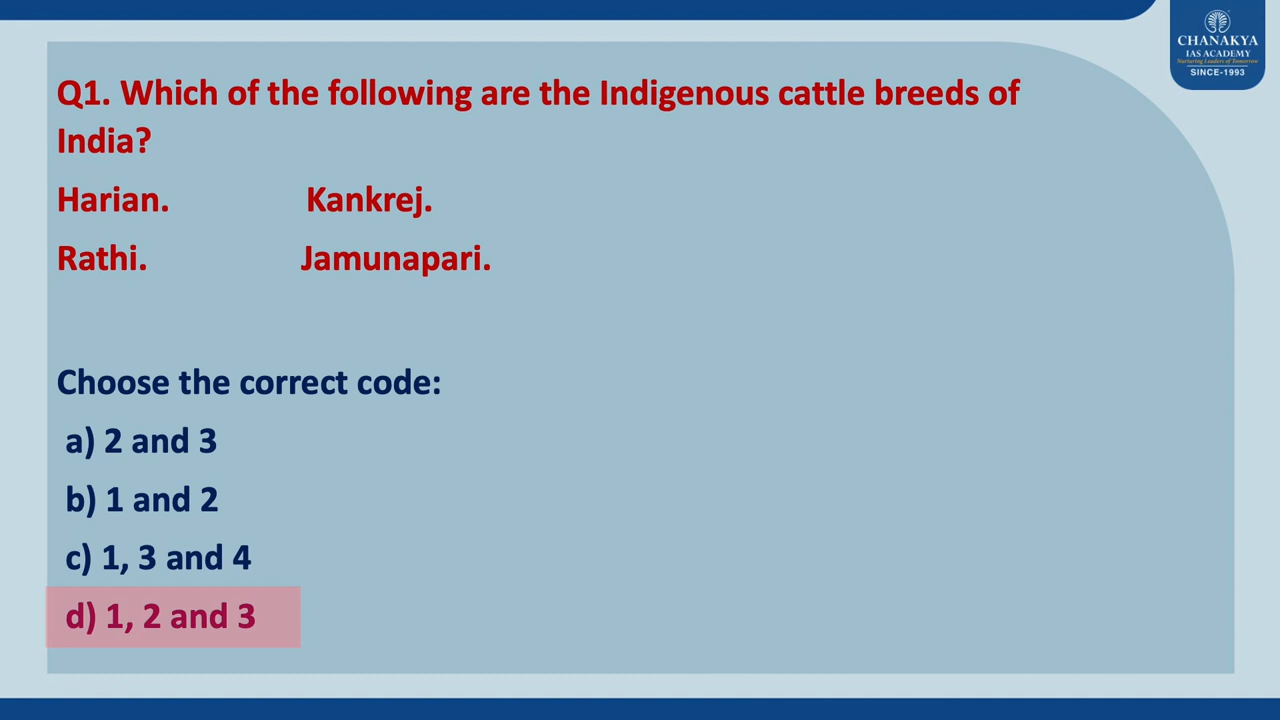 CHANAKYA
IAS ACADEMY
Nurturing Leaders of Tomorrow
SINCE-1993
Q1. Which of the following are the Indigenous cattle breeds of
India?
Harian. Kankrej.
Rathi. Jamunapari.
Choose the correct code:
a) 2 and 3
b) 1 and 2
c) 1, 3 and 4
d) 1, 2 and 3